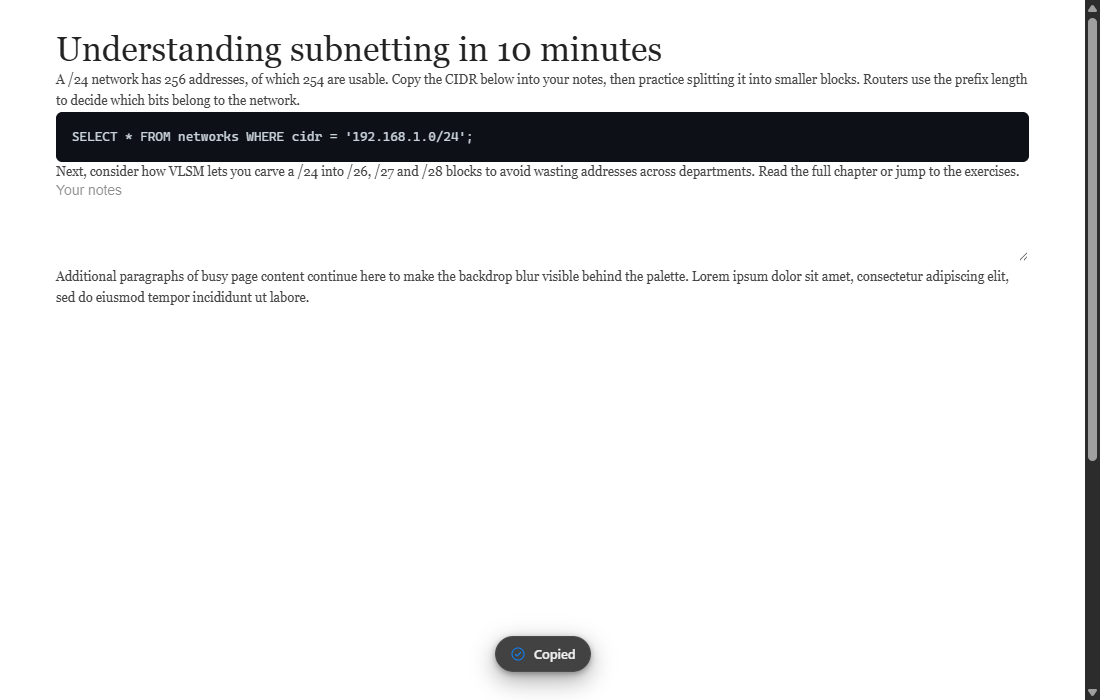 Understanding subnetting in 10 minutes
A /24 network has 256 addresses, of which 254 are usable. Copy the CIDR below into your notes, then practice splitting it into smaller blocks. Routers use the prefix length
to decide which bits belong to the network.
SELECT * FROM networks WHERE cidr = '192.168.1.0/24';
Next, consider how VLSM lets you carve a /24 into /26, /27 and /28 blocks to avoid wasting addresses across departments. Read the full chapter or jump to the exercises.
Your notes
Additional paragraphs of busy page content continue here to make the backdrop blur visible behind the palette. Lorem ipsum dolor sit amet, consectetur adipiscing elit,
sed do eiusmod tempor incididunt ut labore.
Copied